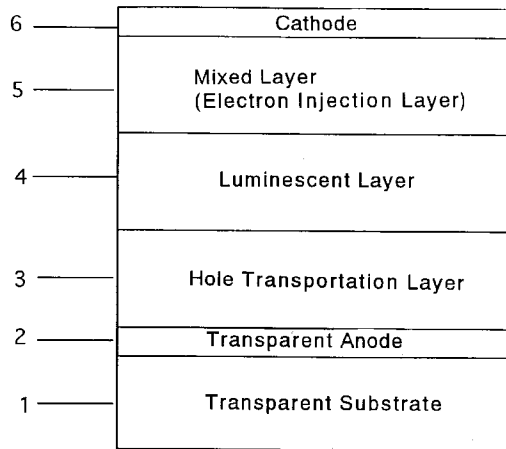 6 Cathode
5 Mixed Layer
(Electron Injection Layer)
4 Luminescent Layer
3 Hole Transportation Layer
2 Transparent Anode
1 Transparent Substrate